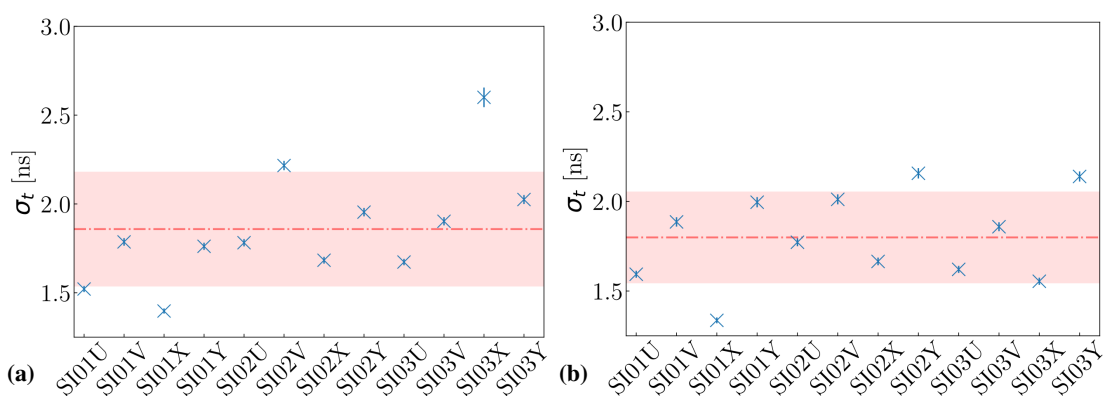 3.0
2.5
2.0
1.5
σt [ns]
SI01U
SI01V
SI01X
SI01Y
SI02U
SI02V
SI02X
SI02Y
SI03U
SI03V
SI03X
SI03Y
(a)
3.0
2.5
2.0
1.5
σt [ns]
SI01U
SI01V
SI01X
SI01Y
SI02U
SI02V
SI02X
SI02Y
SI03U
SI03V
SI03X
SI03Y
(b)